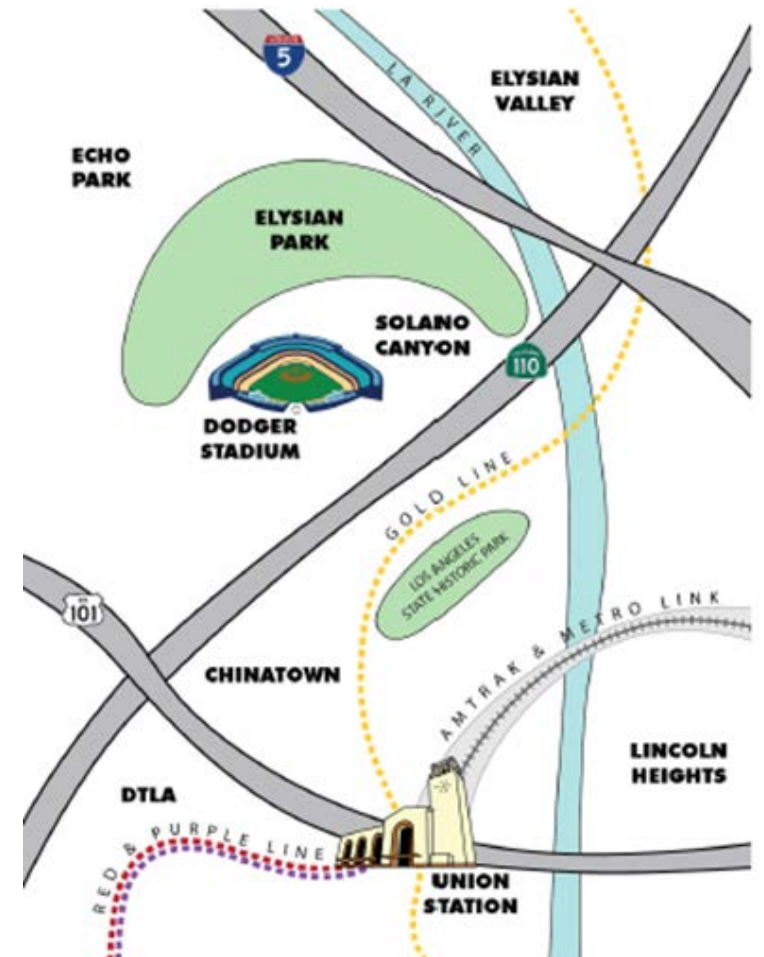 5
LA RIVER
ELYSIAN
VALLEY
ECHO
PARK
ELYSIAN
PARK
SOLANO
CANYON
110
DODGER
STADIUM
GOLD LINE
LOS ANGELES
STATE HISTORIC PARK
101
AMTRAK & METRO LINK
CHINATOWN
LINCOLN
HEIGHTS
DTLA
RED & PURPLE LINE
UNION
STATION